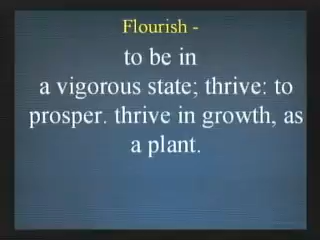 Flourish -
to be in
a vigorous state; thrive: to
prosper. thrive in growth, as
a plant.